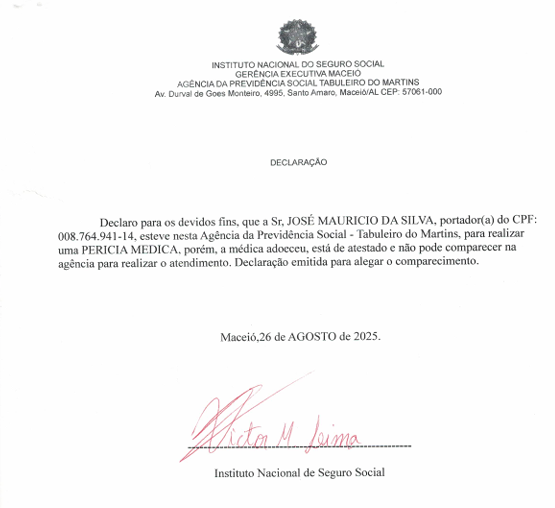 INSTITUTO NACIONAL DO SEGURO SOCIAL
GERÊNCIA EXECUTIVA MACEIÓ
AGÊNCIA DA PREVIDÊNCIA SOCIAL TABULEIRO DO MARTINS
Av. Durval de Goes Monteiro, 4995, Santo Amaro, Maceió/AL CEP: 57061-000
DECLARAÇÃO
Declaro para os devidos fins, que a Sr, JOSÉ MAURICIO DA SILVA, portador(a) do CPF:
008.764.941-14, esteve nesta Agência da Previdência Social - Tabuleiro do Martins, para realizar
uma PERICIA MEDICA, porém, a médica adoeceu, está de atestado e não pode comparecer na
agência para realizar o atendimento. Declaração emitida para alegar o comparecimento.
Maceió,26 de AGOSTO de 2025.
Victor M
Instituto Nacional de Seguro Social